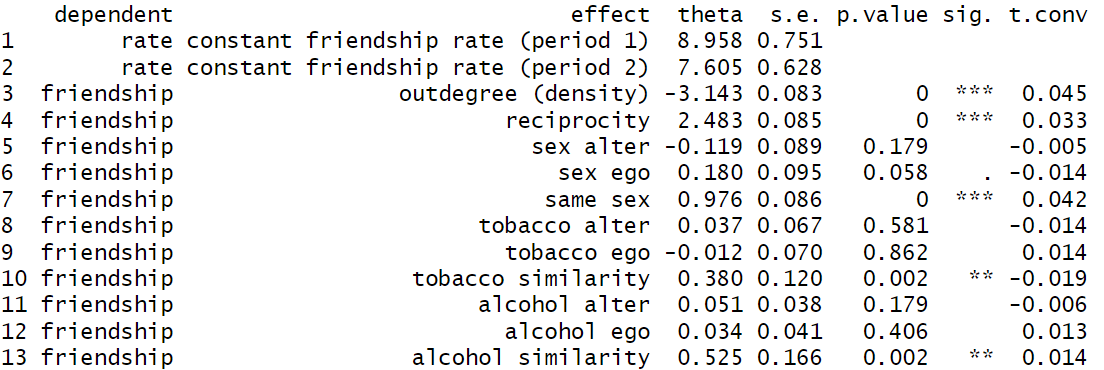 dependent effect theta s.e. p.value sig. t.conv
1 rate constant friendship rate (period 1) 8.958 0.751
2 rate constant friendship rate (period 2) 7.605 0.628
3 friendship outdegree (density) -3.143 0.083 0 *** 0.045
4 friendship reciprocity 2.483 0.085 0 *** 0.033
5 friendship sex alter -0.119 0.089 0.179 -0.005
6 friendship sex ego 0.180 0.095 0.058 . -0.014
7 friendship same sex 0.976 0.086 0 *** 0.042
8 friendship tobacco alter 0.037 0.067 0.581 -0.014
9 friendship tobacco ego -0.012 0.070 0.862 0.014
10 friendship tobacco similarity 0.380 0.120 0.002 ** -0.019
11 friendship alcohol alter 0.051 0.038 0.179 -0.006
12 friendship alcohol ego 0.034 0.041 0.406 0.013
13 friendship alcohol similarity 0.525 0.166 0.002 ** 0.014